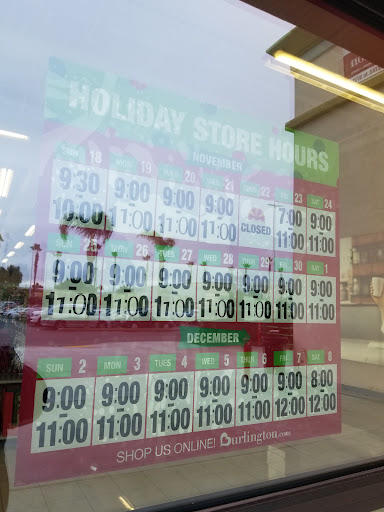 HOLIDAY STORE HOURS
NOVEMBER
SUN 18 MON 19 TUES 20 WED 21 22 FRI 23 SAT 24
9:30 9:00 9:00 9:00 CLOSED 7:00 9:00
10:00 11:00 11:00 11:00 11:00 11:00
SUN 25 MON 26 TUES 27 WED 28 THU 29 FRI 30 SAT 1
9:00 9:00 9:00 9:00 9:00 9:00 9:00
11:00 11:00 11:00 11:00 11:00 11:00 11:00
DECEMBER
SUN 2 MON 3 TUES 4 WED 5 THU 6 FRI 7 SAT 8
9:00 9:00 9:00 9:00 9:00 9:00 8:00
11:00 11:00 11:00 11:00 11:00 12:00 12:00
SHOP US ONLINE! Burlington.com